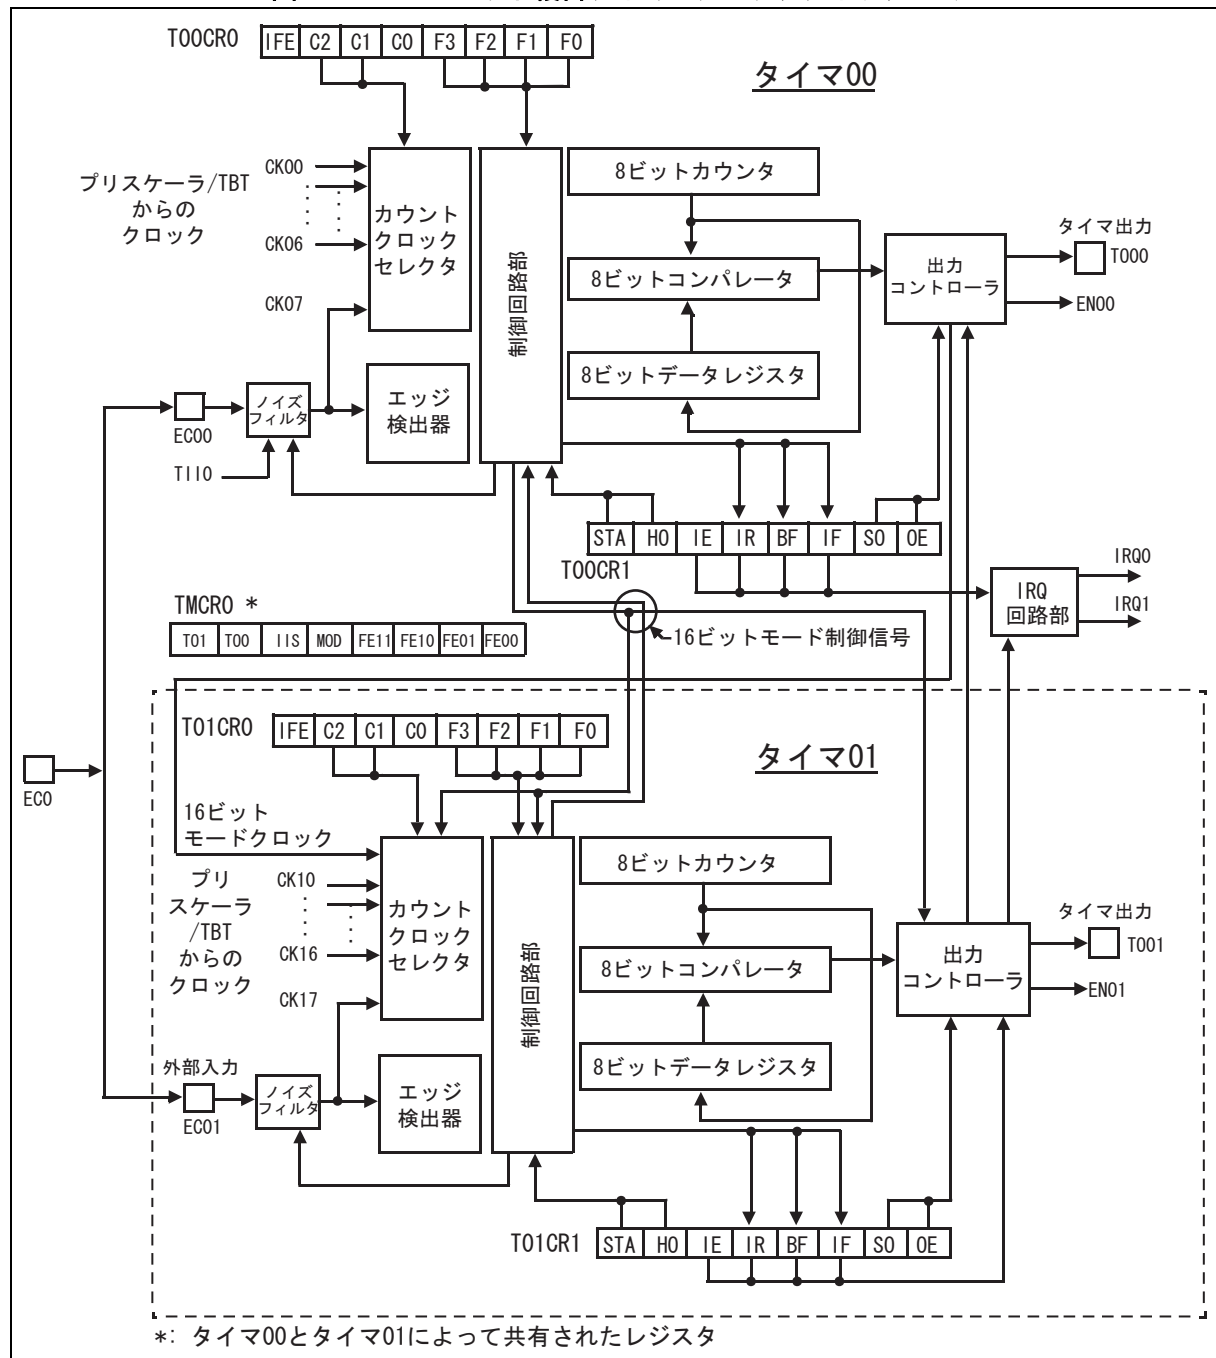 T00CR0
IFE C2 C1 C0 F3 F2 F1 F0
タイマ00
プリスケーラ/TBT
からの
クロック
CK00
CK06
CK07
カウント
クロック
セレクタ
制御回路部
8ビットカウンタ
8ビットコンパレータ
8ビットデータレジスタ
出力
コントローラ
タイマ出力
TO00
EN00
EC00
ノイズ
フィルタ
エッジ
検出器
TII0
STA HO IE IR BF IF SO OE
T00CR1
IRQ
回路部
IRQ0
IRQ1
TMCR0 *
TO1 TO0 IIS MOD FE11 FE10 FE01 FE00
16ビットモード制御信号
EC0
T01CR0
IFE C2 C1 C0 F3 F2 F1 F0
タイマ01
16ビット
モードクロック
プリ
スケーラ
/TBT
からの
クロック
CK10
CK16
CK17
カウント
クロック
セレクタ
制御回路部
8ビットカウンタ
8ビットコンパレータ
8ビットデータレジスタ
出力
コントローラ
タイマ出力
TO01
EN01
外部入力
EC01
ノイズ
フィルタ
エッジ
検出器
T01CR1
STA HO IE IR BF IF SO OE
*: タイマ00とタイマ01によって共有されたレジスタ